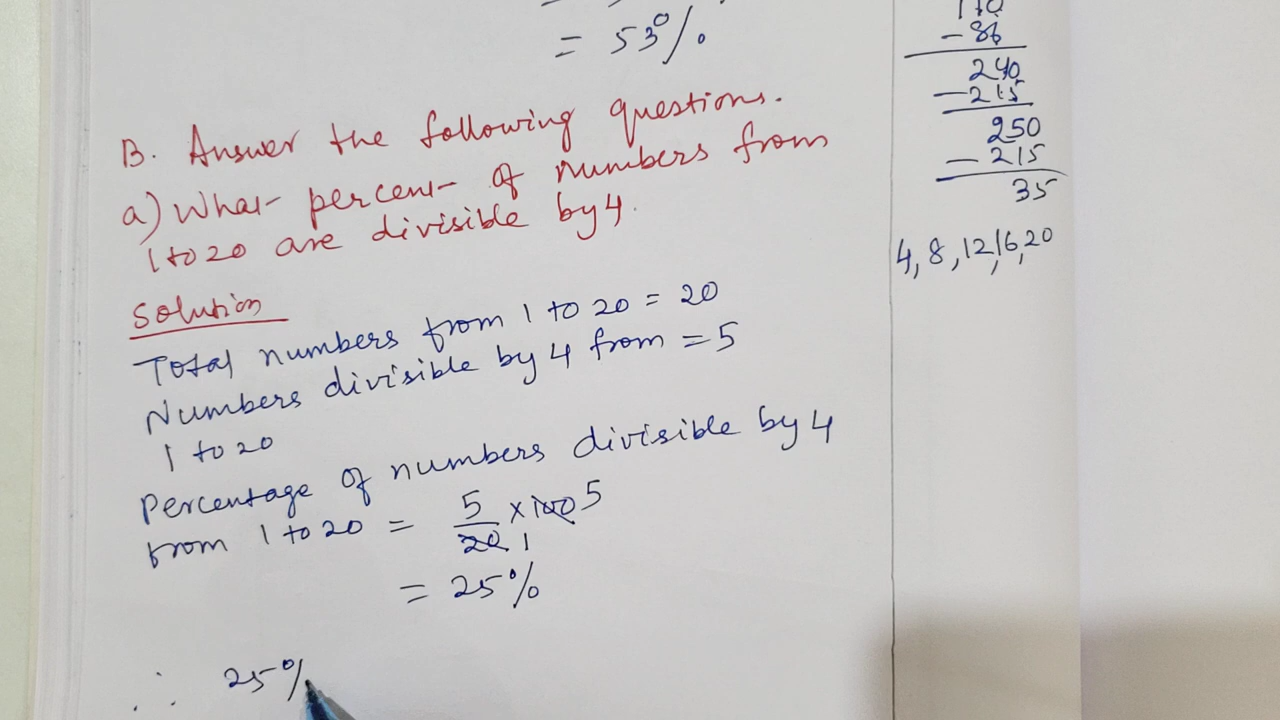 = 53%.
B. Answer the following questions.
a) What percent of numbers from
1 to 20 are divisible by 4.
Solution
Total numbers from 1 to 20 = 20
Numbers divisible by 4 from = 5
1 to 20
Percentage of numbers divisible by 4
from 1 to 20 = 5/20 1 × 100 5
= 25%
∴ 25%
- 86
240
- 215
250
- 215
35
4, 8, 12, 16, 20